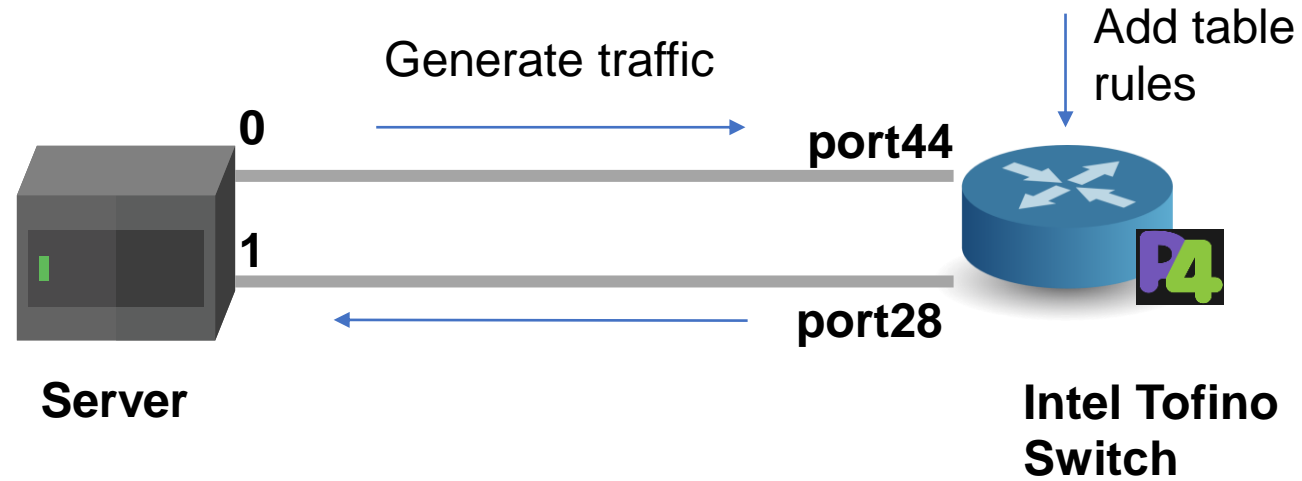 Add table
rules
Generate traffic
0
port44
1
P4
port28
Server
Intel Tofino
Switch